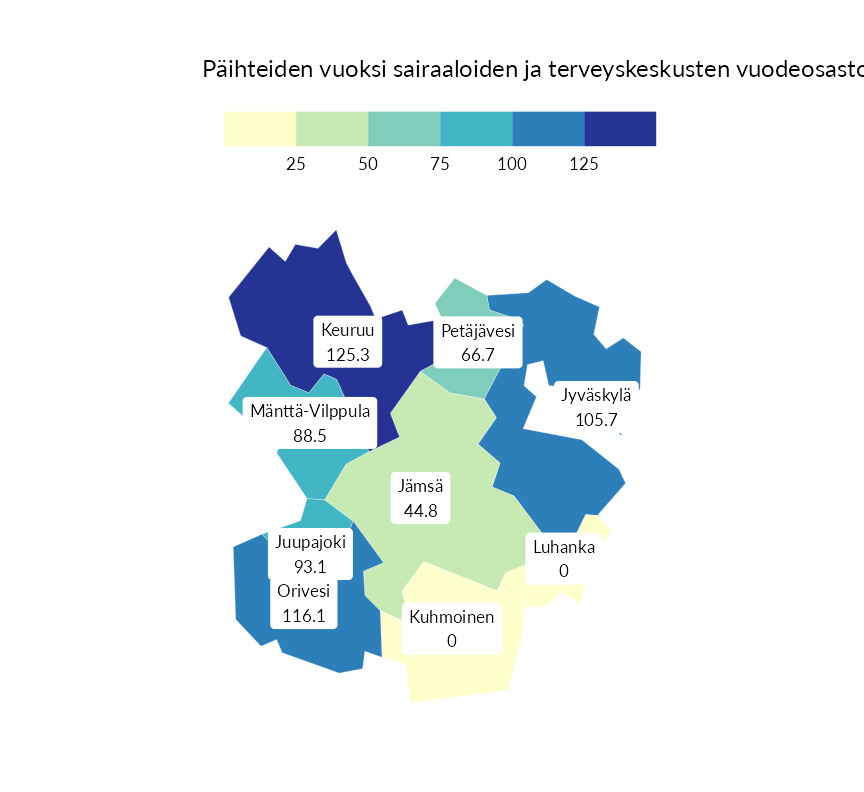 Päihteiden vuoksi sairaaloiden ja terveyskeskusten
25 50 75 100 125
Keuruu
125.3
Petäjävesi
66.7
Jyväskylä
105.7
Mänttä-Vilppula
88.5
Jämsä
44.8
Juupajoki
93.1
Luhanka
0
Orivesi
116.1
Kuhmoinen
0